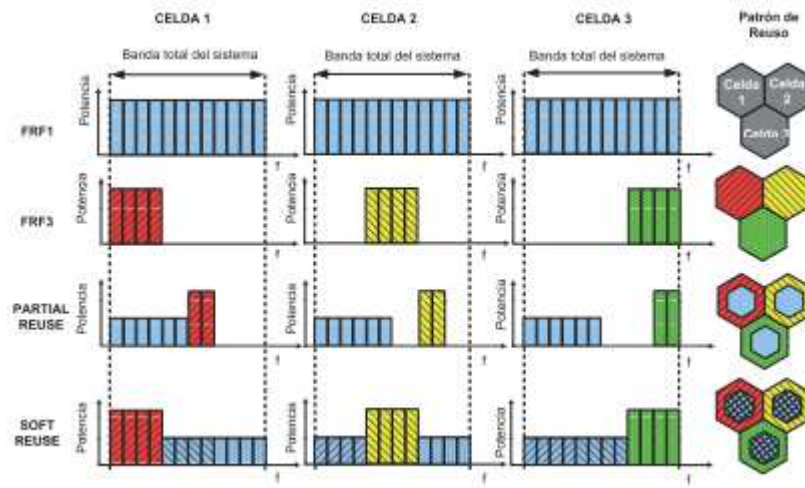 CELDA 1 CELDA 2 CELDA 3 Patrón de
Reuso
Banda total del sistema Banda total del sistema Banda total del sistema
Potencia Potencia Potencia
Celda Celda
1 2
Celda 3
FRF1
f f f
Potencia Potencia Potencia
FRF3
f f f
Potencia Potencia Potencia
PARTIAL
REUSE
f f f
Potencia Potencia Potencia
SOFT
REUSE
f f f